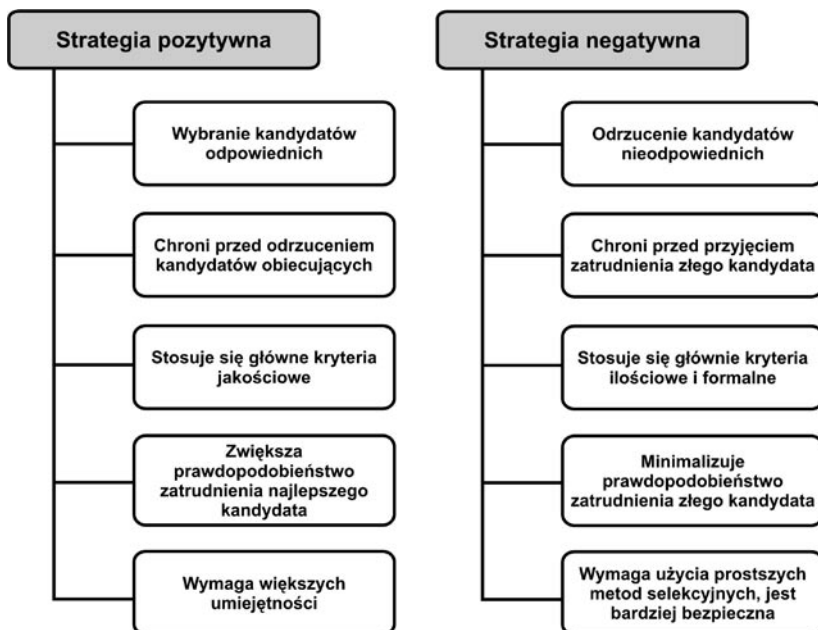 Strategia pozytywna
Wybranie kandydatów
odpowiednich
Chroni przed odrzuceniem
kandydatów obiecujących
Stosuje się główne kryteria
jakościowe
Zwiększa
prawdopodobieństwo
zatrudnienia najlepszego
kandydata
Wymaga większych
umiejętności
Strategia negatywna
Odrzucenie kandydatów
nieodpowiednich
Chroni przed przyjęciem
zatrudnienia złego kandydata
Stosuje się głównie kryteria
ilościowe i formalne
Minimalizuje
prawdopodobieństwo
zatrudnienia złego kandydata
Wymaga użycia prostszych
metod selekcyjnych, jest
bardziej bezpieczna